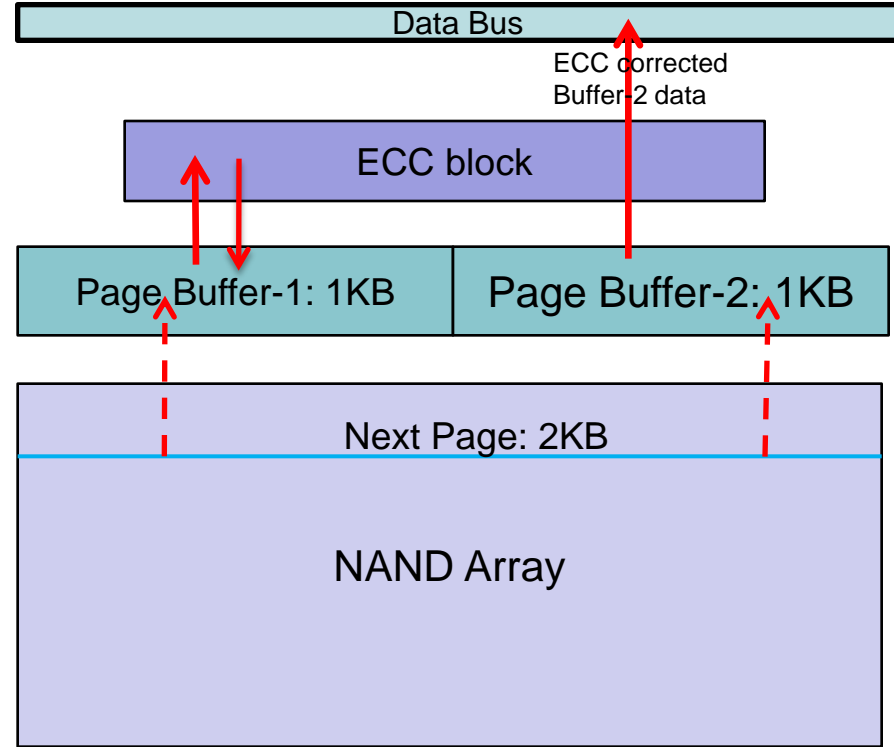 Data Bus
ECC corrected
Buffer-2 data
ECC block
Page Buffer-1: 1KB
Page Buffer-2: 1KB
Next Page: 2KB
NAND Array